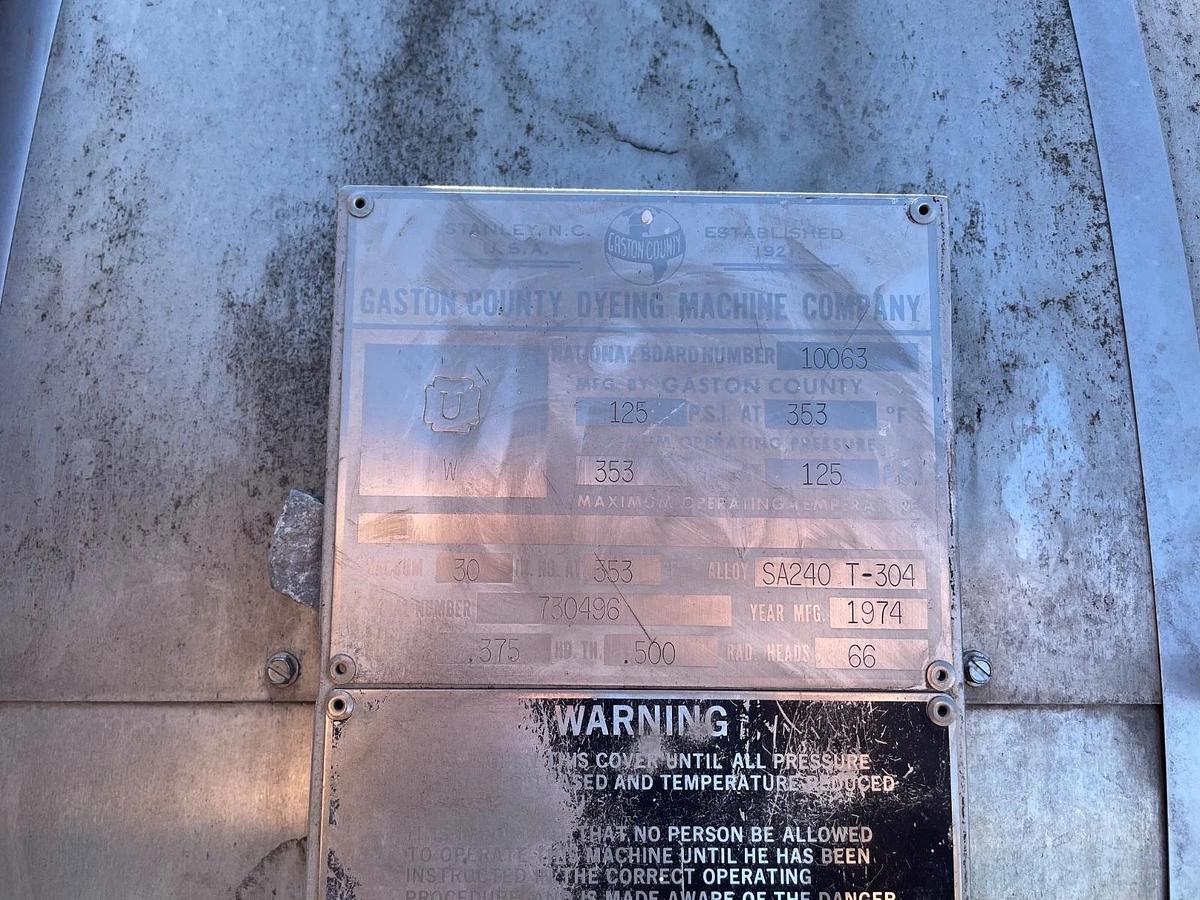 STANLEY, N.C.
U.S.A.
GASTON COUNTY
ESTABLISHED
192
GASTON COUNTY DYEING MACHINE COMPANY
NATIONAL BOARD NUMBER 10063
MFG. BY GASTON COUNTY
U
125 P.S.I. AT 353 °F
OPERATING PRESSURE
W
353 125
MAXIMUM OPERATING TEMPERATURE
VACUUM 30 IN. HG. AT 353 ALLOY SA240 T-304
NUMBER 730496 YEAR MFG. 1974
.375 HD. TH. .500 RAD. HEADS 66
WARNING
THIS COVER UNTIL ALL PRESSURE
AND TEMPERATURE REDUCED
THAT NO PERSON BE ALLOWED
TO OPERATE THIS MACHINE UNTIL HE HAS BEEN
INSTRUCTED THE CORRECT OPERATING
PROCEDURE AND IS MADE AWARE OF THE DANGER